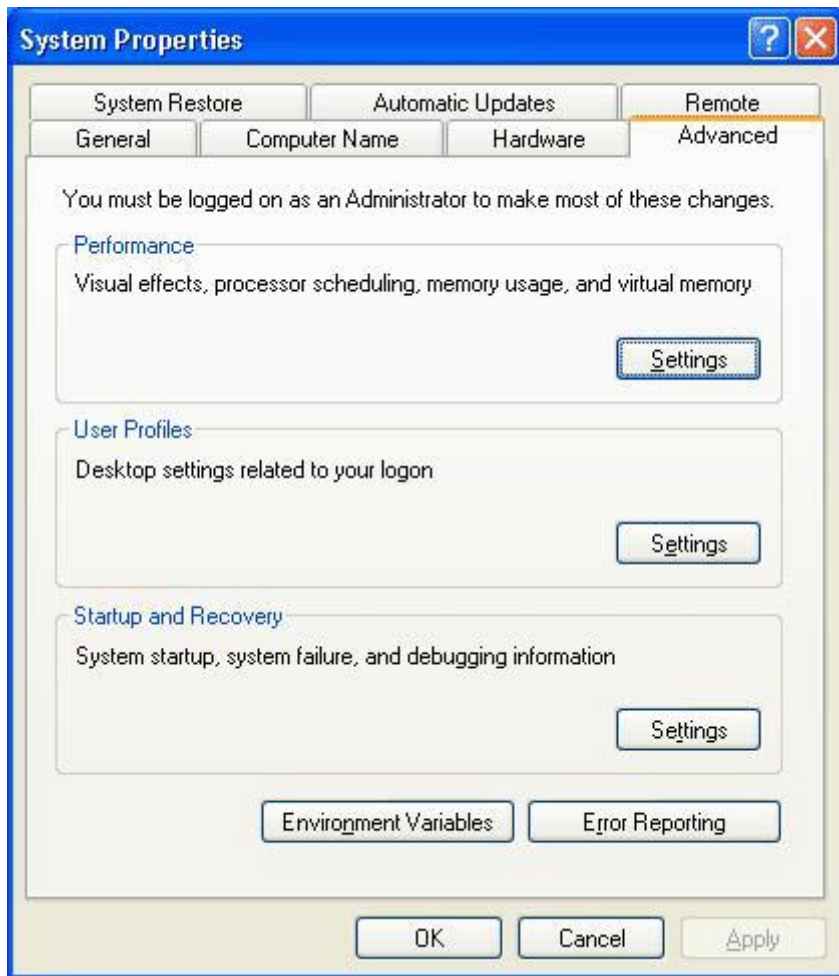 System Properties
System Restore Automatic Updates Remote
General Computer Name Hardware Advanced
You must be logged on as an Administrator to make most of these changes.
Performance
Visual effects, processor scheduling, memory usage, and virtual memory
Settings
User Profiles
Desktop settings related to your logon
Settings
Startup and Recovery
System startup, system failure, and debugging information
Settings
Environment Variables Error Reporting
OK Cancel Apply